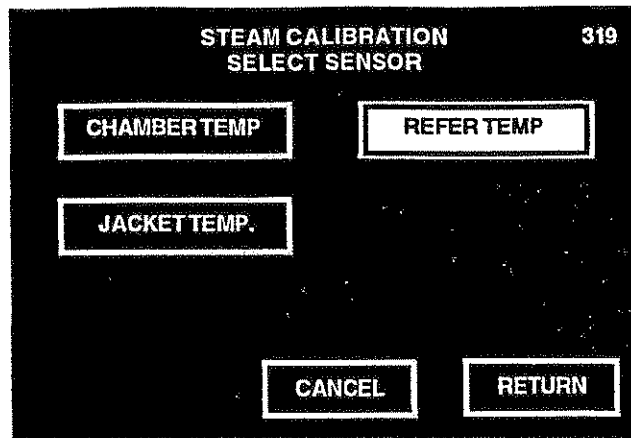 STEAM CALIBRATION 319
SELECT SENSOR
CHAMBER TEMP REFER TEMP
JACKET TEMP.
CANCEL RETURN